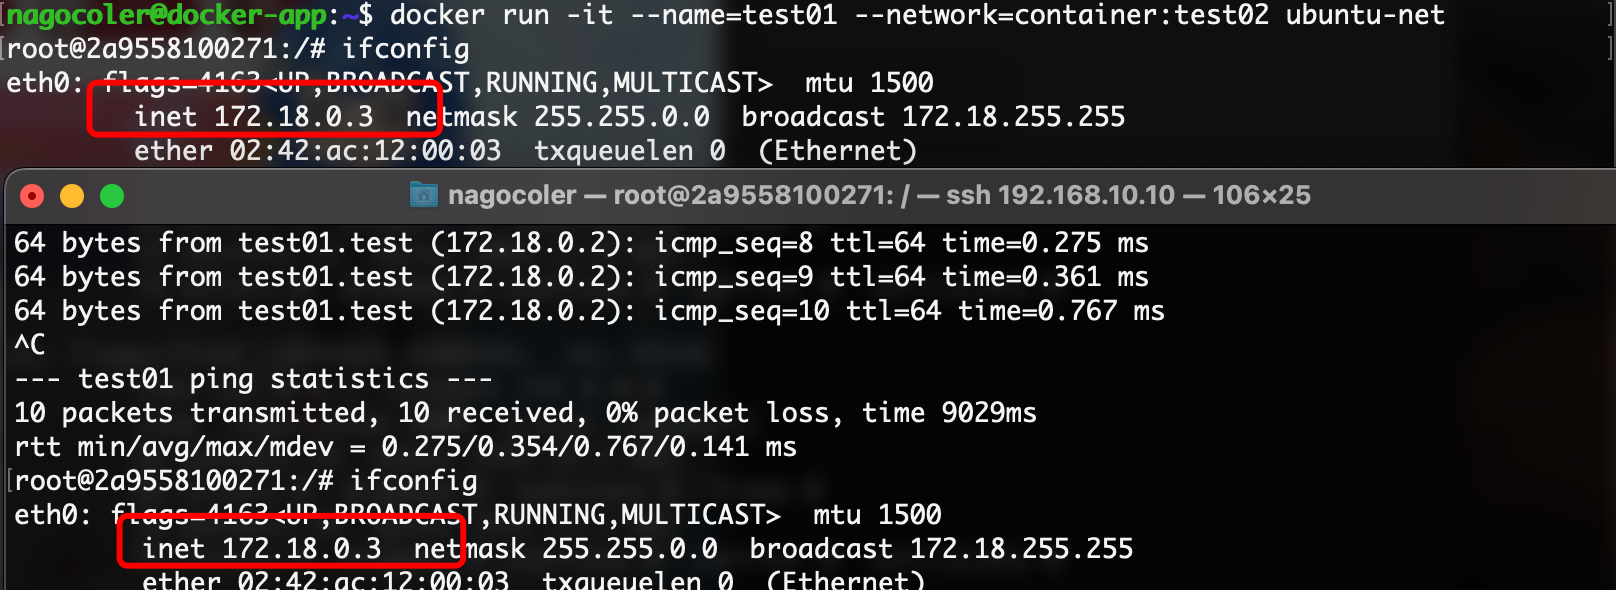 nagocoler@docker-app:~$ docker run -it --name=test01 --network=container:test02 ubuntu-net
root@2a9558100271:/# ifconfig
eth0: flags=4163<UP,BROADCAST,RUNNING,MULTICAST>  mtu 1500
        inet 172.18.0.3  netmask 255.255.0.0  broadcast 172.18.255.255
        ether 02:42:ac:12:00:03  txqueuelen 0  (Ethernet)
nagocoler — root@2a9558100271: / — ssh 192.168.10.10 — 106×25
64 bytes from test01.test (172.18.0.2): icmp_seq=8 ttl=64 time=0.275 ms
64 bytes from test01.test (172.18.0.2): icmp_seq=9 ttl=64 time=0.361 ms
64 bytes from test01.test (172.18.0.2): icmp_seq=10 ttl=64 time=0.767 ms
^C
--- test01 ping statistics ---
10 packets transmitted, 10 received, 0% packet loss, time 9029ms
rtt min/avg/max/mdev = 0.275/0.354/0.767/0.141 ms
root@2a9558100271:/# ifconfig
eth0: flags=4163<UP,BROADCAST,RUNNING,MULTICAST>  mtu 1500
        inet 172.18.0.3  netmask 255.255.0.0  broadcast 172.18.255.255
        ether 02:42:ac:12:00:03  txqueuelen 0  (Ethernet)